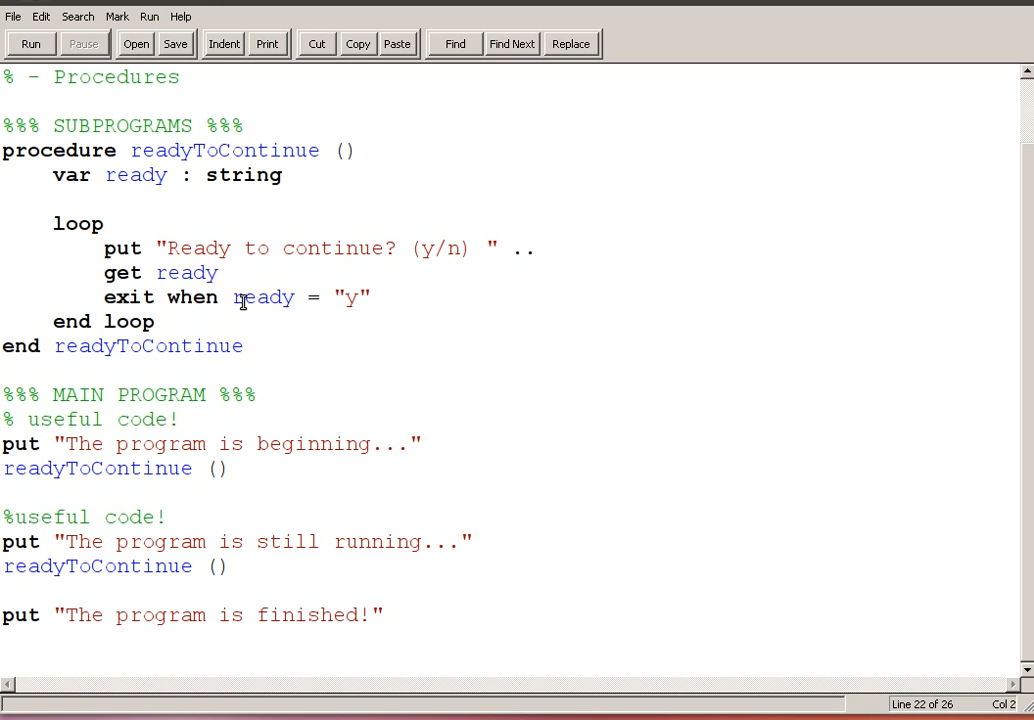 File Edit Search Mark Run Help
Run Pause Open Save Indent Print Cut Copy Paste Find Find Next Replace
% - Procedures
%%% SUBPROGRAMS %%%
procedure readyToContinue ()
var ready : string
loop
put "Ready to continue? (y/n) " ..
get ready
exit when ready = "y"
end loop
end readyToContinue
%%% MAIN PROGRAM %%%
% useful code!
put "The program is beginning..."
readyToContinue ()
%useful code!
put "The program is still running..."
readyToContinue ()
put "The program is finished!"
Line 22 of 26 Col 2